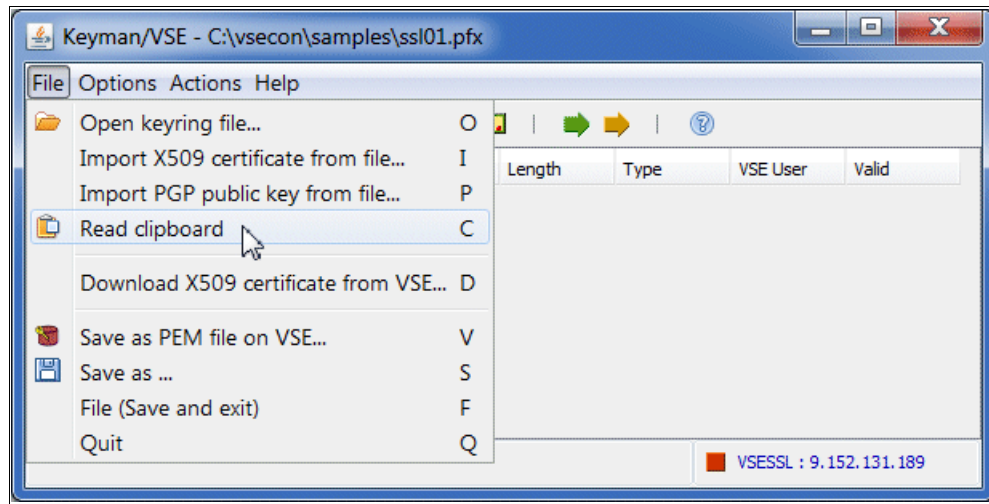 Keyman/VSE - C:\vsecon\samples\ssl01.pfx
File Options Actions Help
Open keyring file... O
Import X509 certificate from file... I
Length Type VSE User Valid
Import PGP public key from file... P
Read clipboard C
Download X509 certificate from VSE... D
Save as PEM file on VSE... V
Save as ... S
File (Save and exit) F
Quit Q
VSESSL : 9.152.131.189